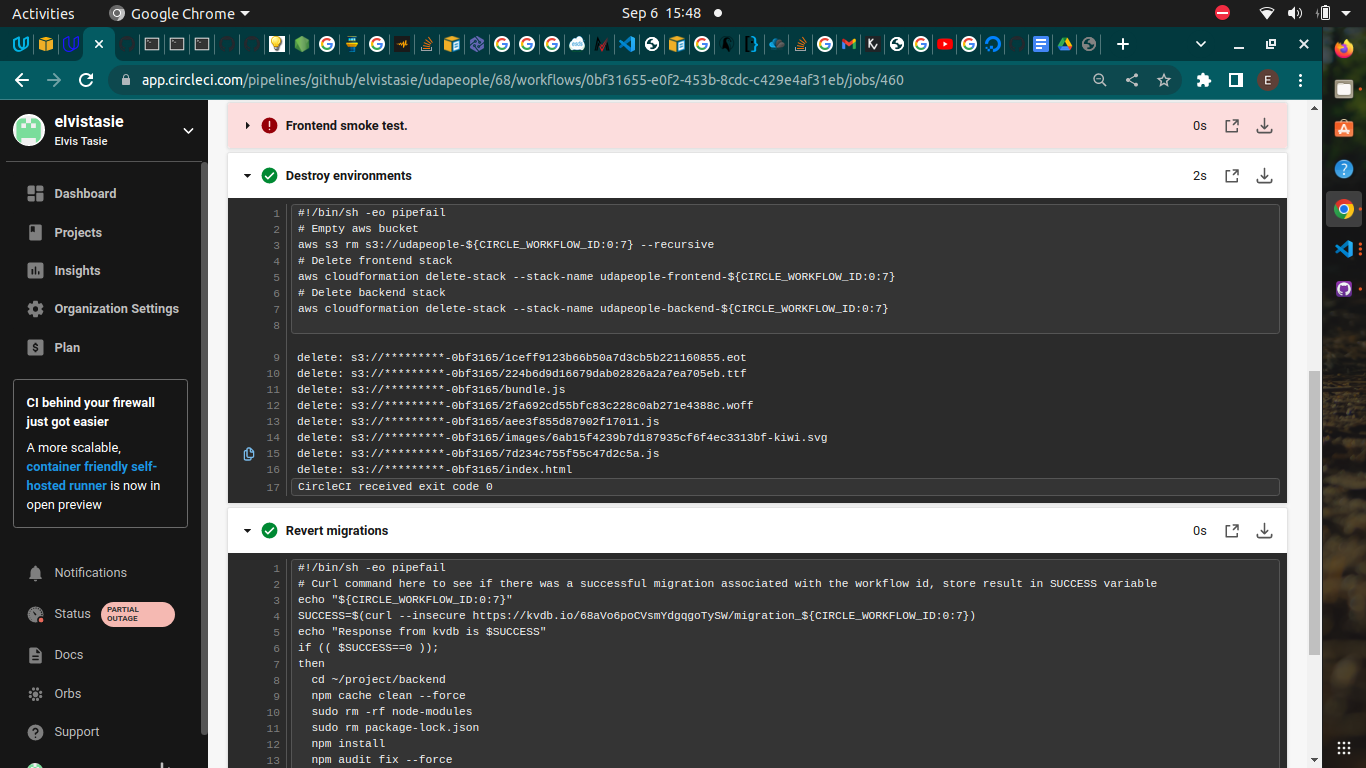 Activities
Google Chrome
Sep 6 15:48
app.circleci.com/pipelines/github/elvistasie/udapeople/68/workflows/0bf31655-e0f2-453b-8cdc-c429e4af31eb/jobs/460
E
elvistasie
Elvis Tasie
Dashboard
Projects
Insights
Organization Settings
Plan
CI behind your firewall
just got easier
A more scalable,
container friendly self-
hosted runner is now in
open preview
Notifications
Status
PARTIAL
OUTAGE
Docs
Orbs
Support
Frontend smoke test.
0s
Destroy environments
2s
1 #!/bin/sh -eo pipefail
2 # Empty aws bucket
3 aws s3 rm s3://udapeople-${CIRCLE_WORKFLOW_ID:0:7} --recursive
4 # Delete frontend stack
5 aws cloudformation delete-stack --stack-name udapeople-frontend-${CIRCLE_WORKFLOW_ID:0:7}
6 # Delete backend stack
7 aws cloudformation delete-stack --stack-name udapeople-backend-${CIRCLE_WORKFLOW_ID:0:7}
8
9 delete: s3://*********-0bf3165/1ceff9123b66b50a7d3cb5b221160855.eot
10 delete: s3://*********-0bf3165/224b6d9d16679dab02826a2a7ea705eb.ttf
11 delete: s3://*********-0bf3165/bundle.js
12 delete: s3://*********-0bf3165/2fa692cd55bfc83c228c0ab271e4388c.woff
13 delete: s3://*********-0bf3165/aee3f855d87902f17011.js
14 delete: s3://*********-0bf3165/images/6ab15f4239b7d187935cf6f4ec3313bf-kiwi.svg
15 delete: s3://*********-0bf3165/7d234c755f55c47d2c5a.js
16 delete: s3://*********-0bf3165/index.html
17 CircleCI received exit code 0
Revert migrations
0s
1 #!/bin/sh -eo pipefail
2 # Curl command here to see if there was a successful migration associated with the workflow id, store result in SUCCESS variable
3 echo "${CIRCLE_WORKFLOW_ID:0:7}"
4 SUCCESS=$(curl --insecure https://kvdb.io/68aVo6poCVsmYdgqgoTySW/migration_${CIRCLE_WORKFLOW_ID:0:7})
5 echo "Response from kvdb is $SUCCESS"
6 if (( $SUCCESS==0 ));
7 then
8 cd ~/project/backend
9 npm cache clean --force
10 sudo rm -rf node-modules
11 sudo rm package-lock.json
12 npm install
13 npm audit fix --force